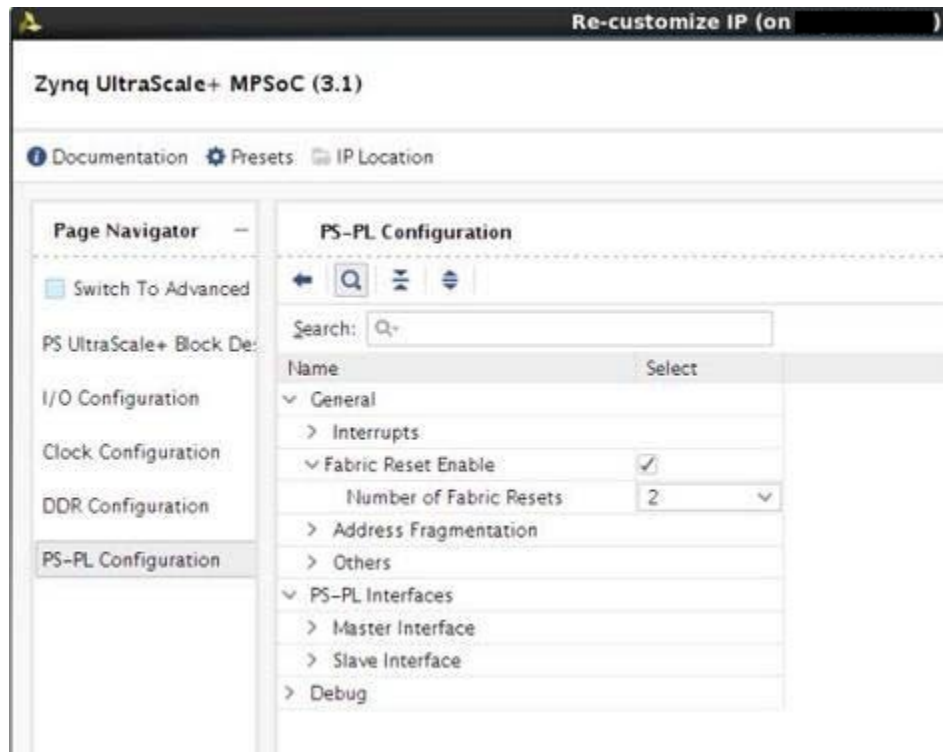 Re-customize IP (on )
Zynq UltraScale+ MPSoC (3.1)
Documentation Presets IP Location
Page Navigator
Switch To Advanced
PS UltraScale+ Block De
I/O Configuration
Clock Configuration
DDR Configuration
PS-PL Configuration
PS-PL Configuration
Search:
Name Select
General
Interrupts
Fabric Reset Enable
Number of Fabric Resets 2
Address Fragmentation
Others
PS-PL Interfaces
Master Interface
Slave Interface
Debug